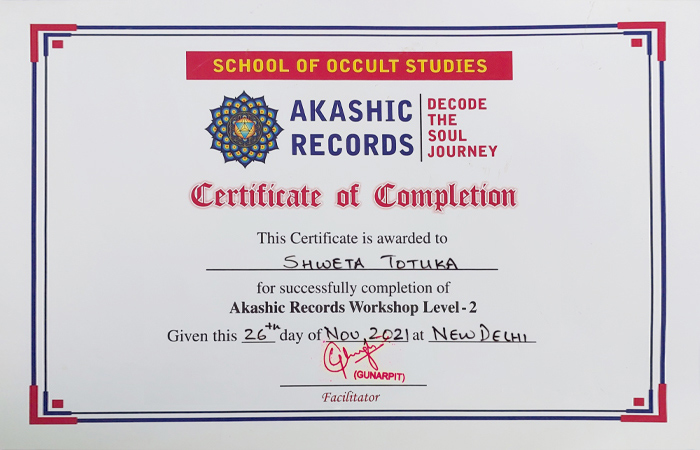 SCHOOL OF OCCULT STUDIES
AKASHIC
RECORDS
DECODE
THE
SOUL
JOURNEY
Certificate of Completion
This Certificate is awarded to
SHWETA TOTUKA
for successfully completion of
Akashic Records Workshop Level-2
Given this 26th day of Nov, 2021 at NEW DELHI
(GUNARPIT)
Facilitator